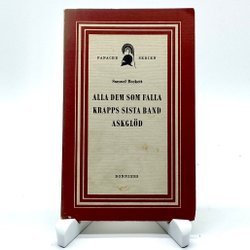 PANACHE SERIEN
Samuel Beckett
ALLA DEM SOM FALLA
KRAPPS SISTA BAND
ASKGLÖD
BONNIERS